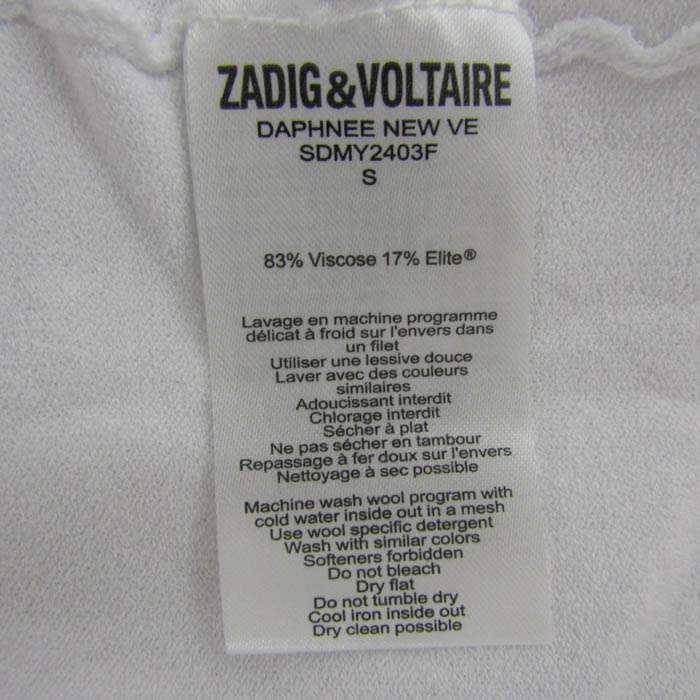 ZADIG&VOLTAIRE
DAPHNEE NEW VE
SDMY2403F
S
83% Viscose 17% Elite®
Lavage en machine programme
délicat à froid sur l'envers dans
un filet
Utiliser une lessive douce
Laver avec des couleurs
similaires
Adoucissant interdit
Chlorage interdit
Sécher à plat
Ne pas sécher en tambour
Repassage à fer doux sur l'envers
Nettoyage à sec possible
Machine wash wool program with
cold water inside out in a mesh
Use wool specific detergent
Wash with similar colors
Softeners forbidden
Do not bleach
Dry flat
Do not tumble dry
Cool iron inside out
Dry clean possible